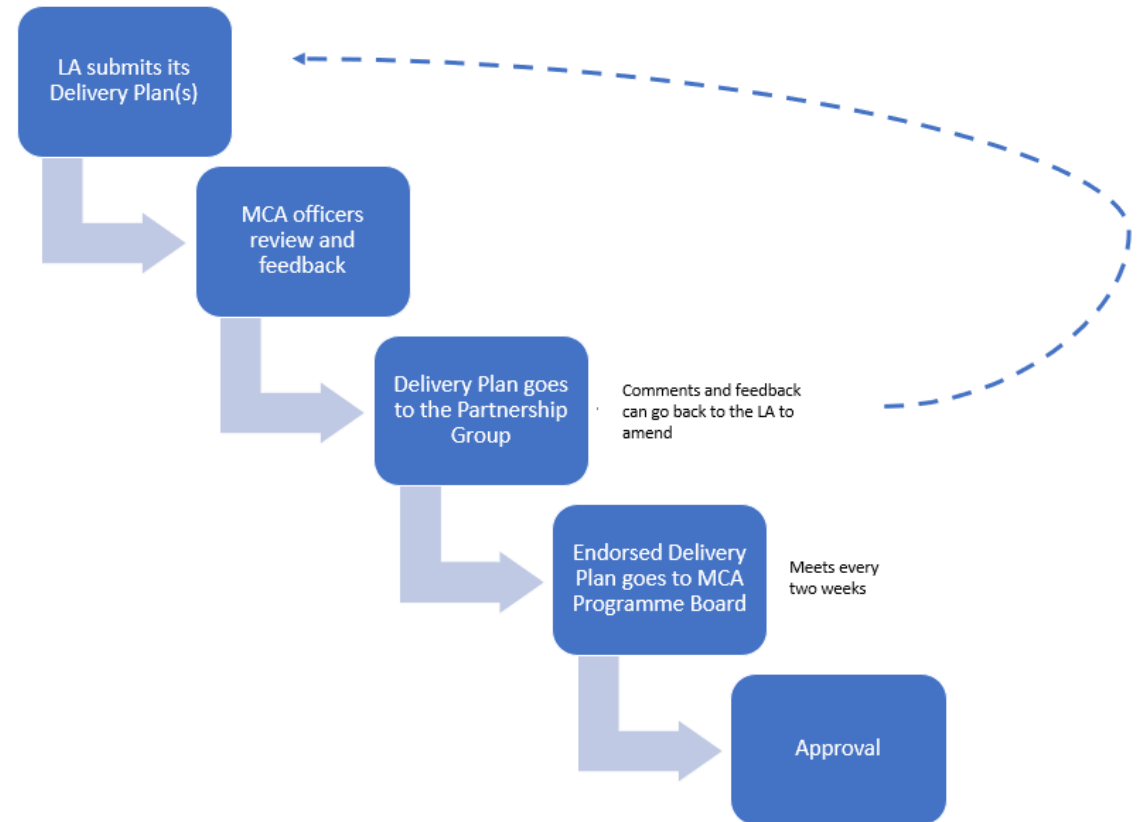 LA submits its
Delivery Plan(s)
MCA officers
review and
feedback
Delivery Plan goes
to the Partnership
Group
Comments and feedback
can go back to the LA to
amend
Endorsed Delivery
Plan goes to MCA
Programme Board
Meets every
two weeks
Approval